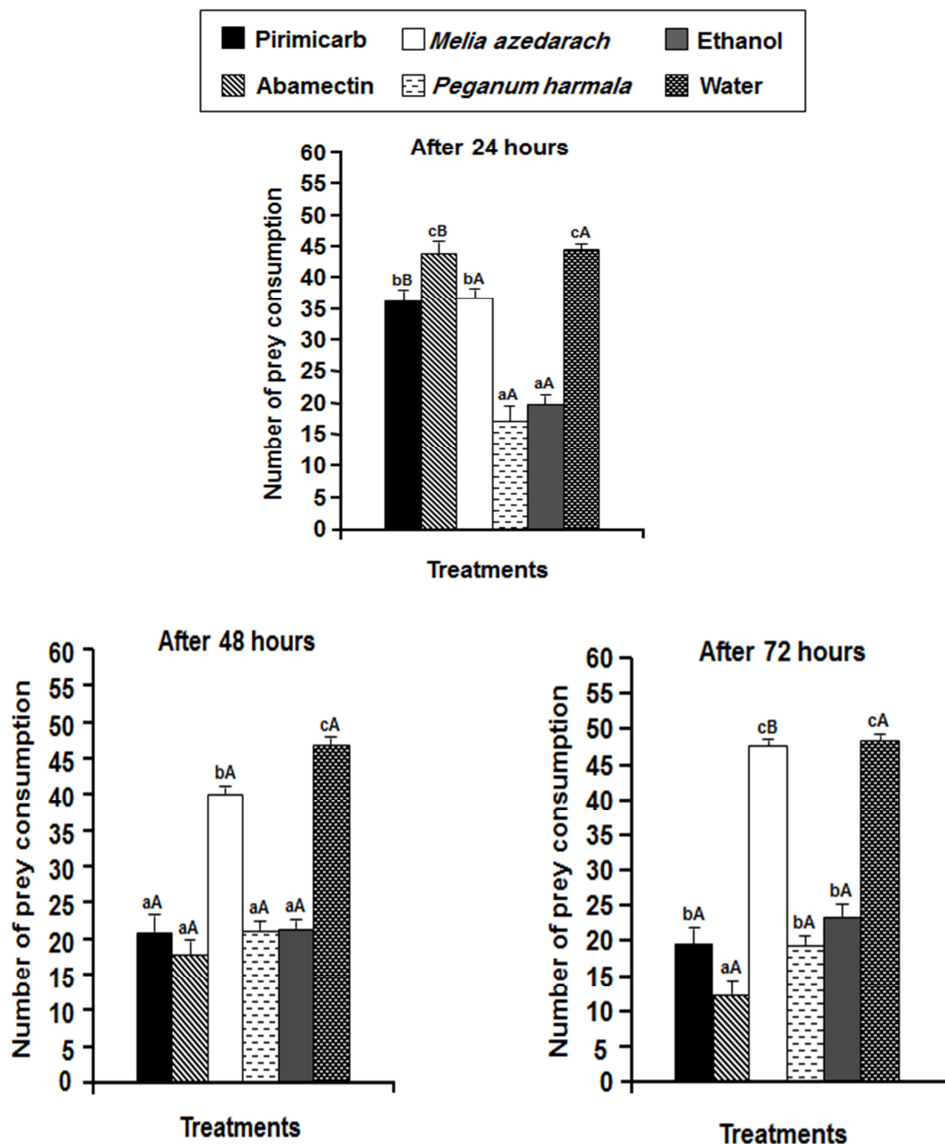 Pirimicarb Melia azedarach Ethanol
Abamectin Peganum harmala Water
After 24 hours
Number of prey consumption
60
55
50
45
40
35
30
25
20
15
10
5
0
bB cB bA aA aA cA
Treatments
After 48 hours
Number of prey consumption
60
55
50
45
40
35
30
25
20
15
10
5
0
aA aA bA aA aA cA
Treatments
After 72 hours
Number of prey consumption
60
55
50
45
40
35
30
25
20
15
10
5
0
bA aA cB bA bA cA
Treatments